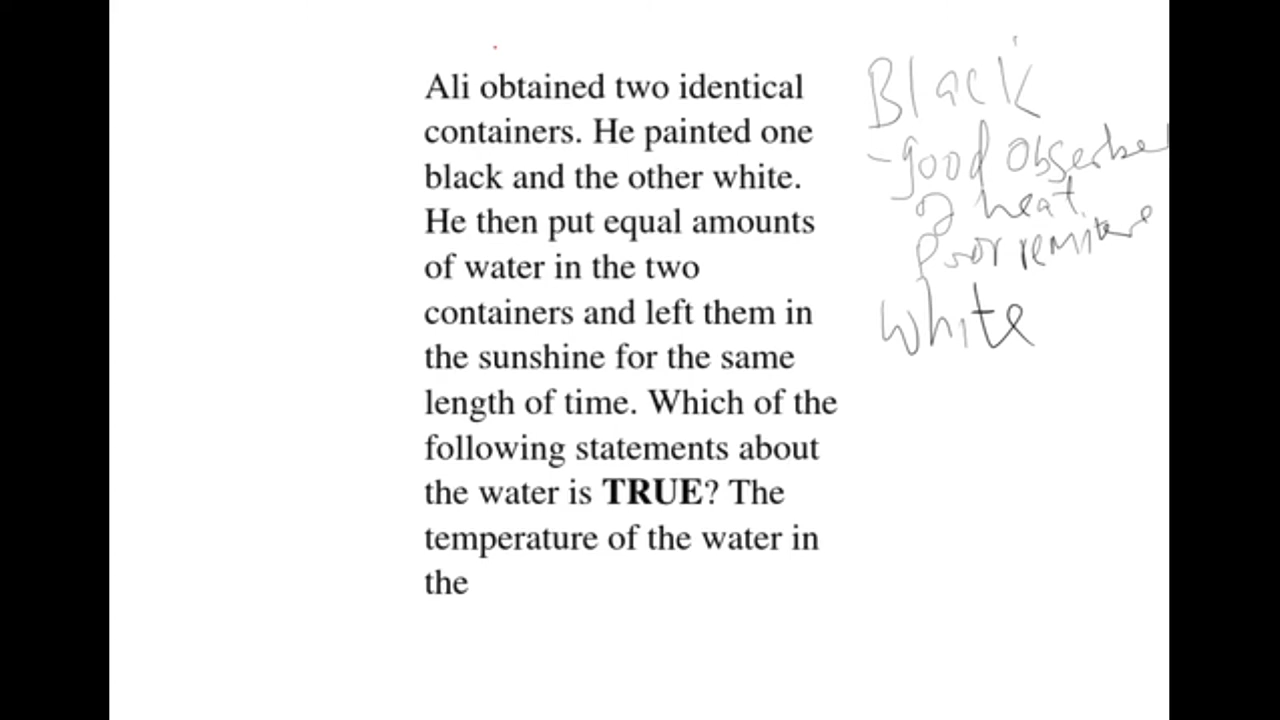 Ali obtained two identical
containers. He painted one
black and the other white.
He then put equal amounts
of water in the two
containers and left them in
the sunshine for the same
length of time. Which of the
following statements about
the water is TRUE? The
temperature of the water in
the
Black
-good
of heat
Poor
white